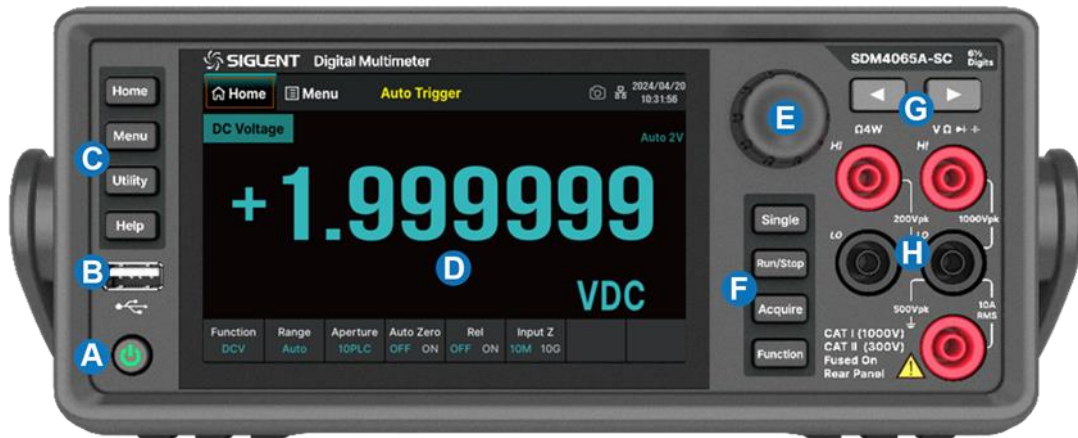 SIGLENT Digital Multimeter
SDM4065A-SC 6½ Digits
Home
Menu
Utility
Help
C
B
A
Home Menu Auto Trigger 2024/04/20
10:31:56
DC Voltage
Auto 2V
+1.999999
D
VDC
Function Range Aperture Auto Zero Rel Input Z
DCV Auto 10PLC OFF ON OFF ON 10M 10G
E
Single
Run/Stop
Acquire
Function
F
G
Ω4W VΩ
HI HI
200Vpk 1000Vpk
LO LO
H
500Vpk 10A
RMS
CAT I (1000V)
CAT II (300V)
Fused On
Rear Panel